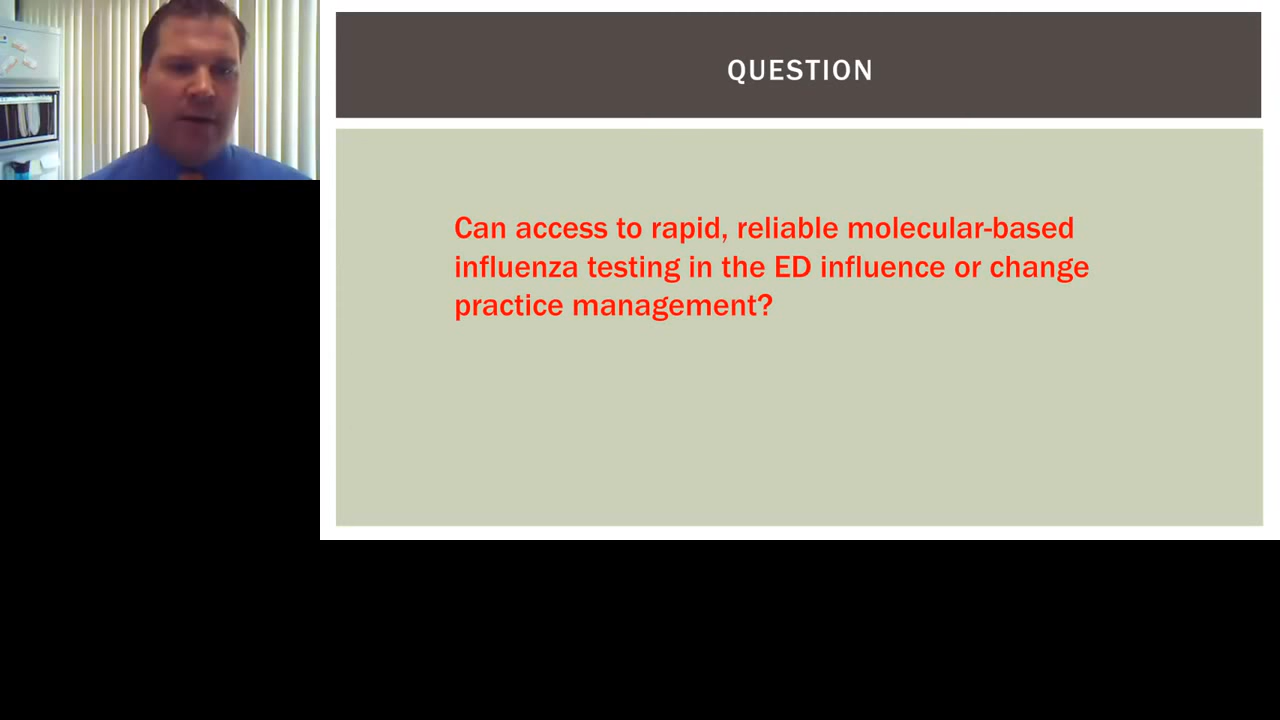 QUESTION
Can access to rapid, reliable molecular-based
influenza testing in the ED influence or change
practice management?